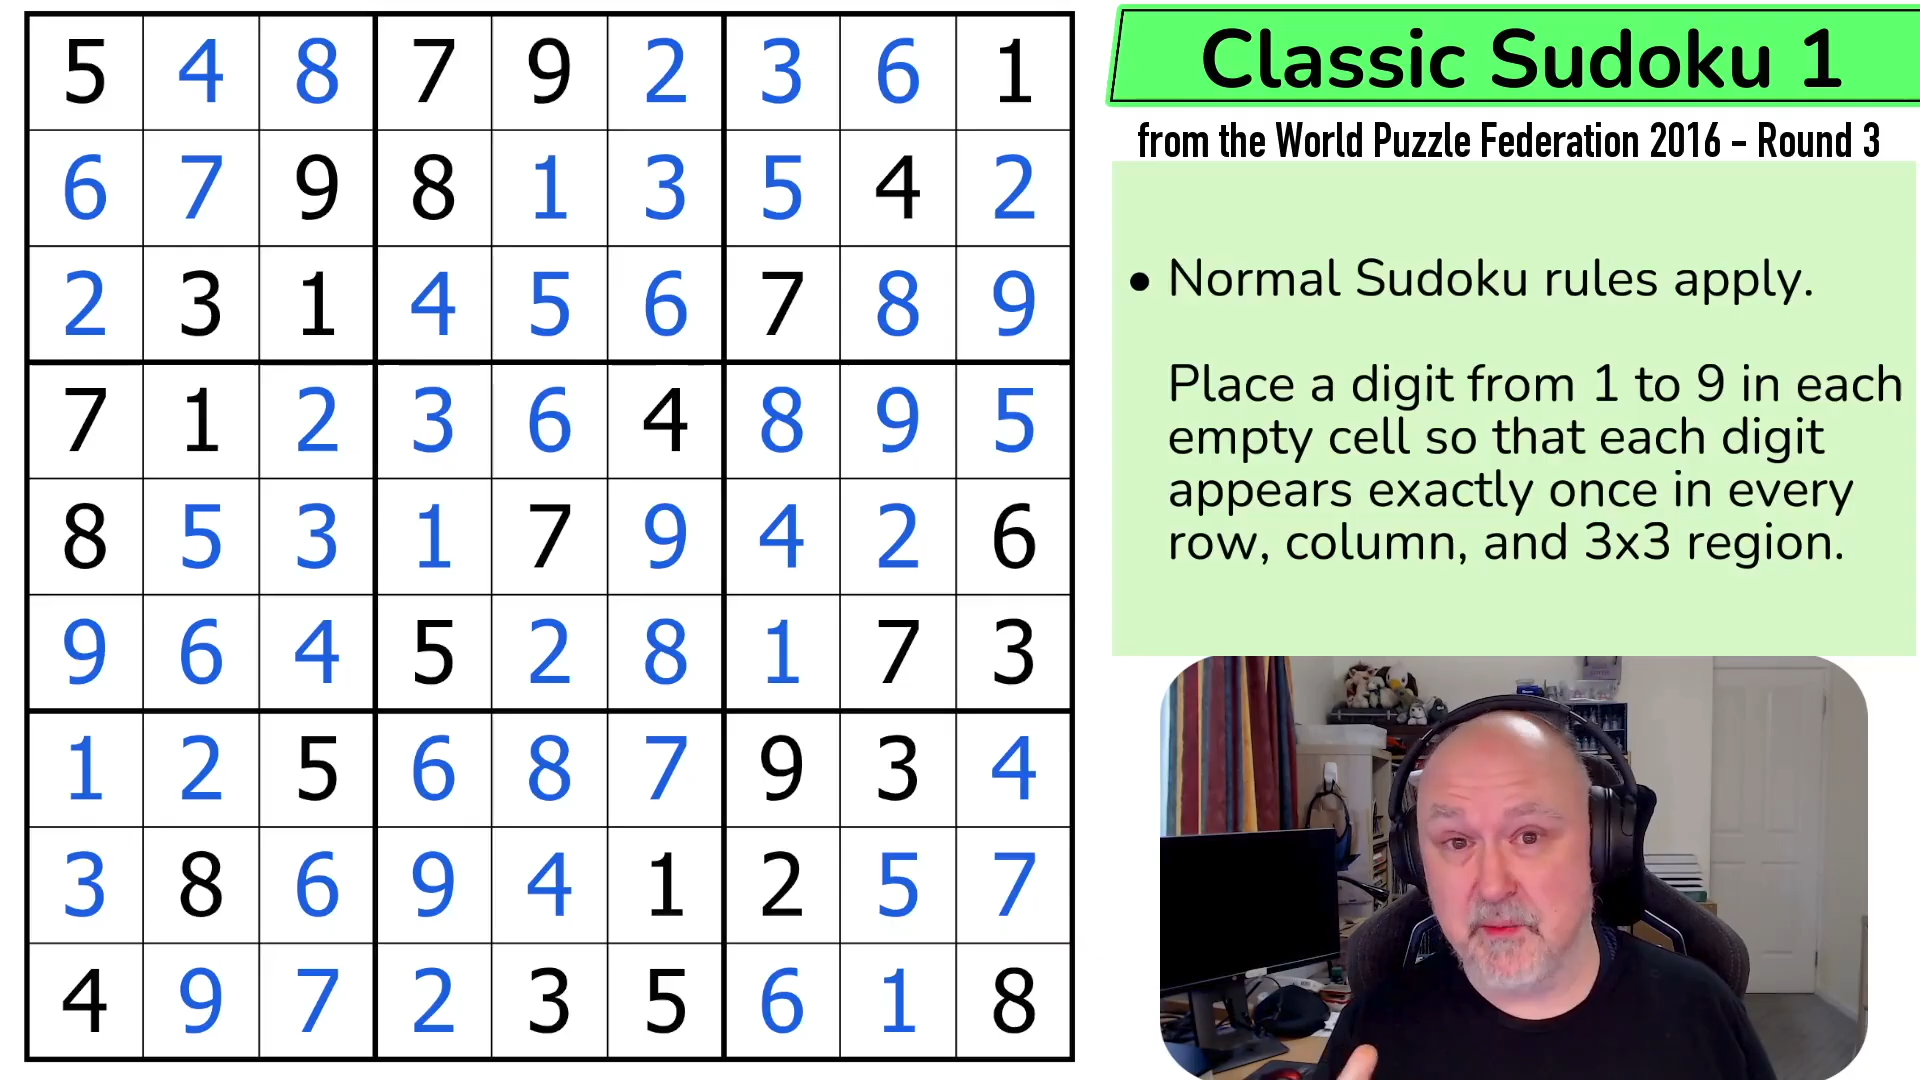 5 4 8 7 9 2 3 6 1
6 7 9 8 1 3 5 4 2
2 3 1 4 5 6 7 8 9
7 1 2 3 6 4 8 9 5
8 5 3 1 7 9 4 2 6
9 6 4 5 2 8 1 7 3
1 2 5 6 8 7 9 3 4
3 8 6 9 4 1 2 5 7
4 9 7 2 3 5 6 1 8
Classic Sudoku 1
from the World Puzzle Federation 2016 - Round 3
• Normal Sudoku rules apply.
Place a digit from 1 to 9 in each
empty cell so that each digit
appears exactly once in every
row, column, and 3x3 region.